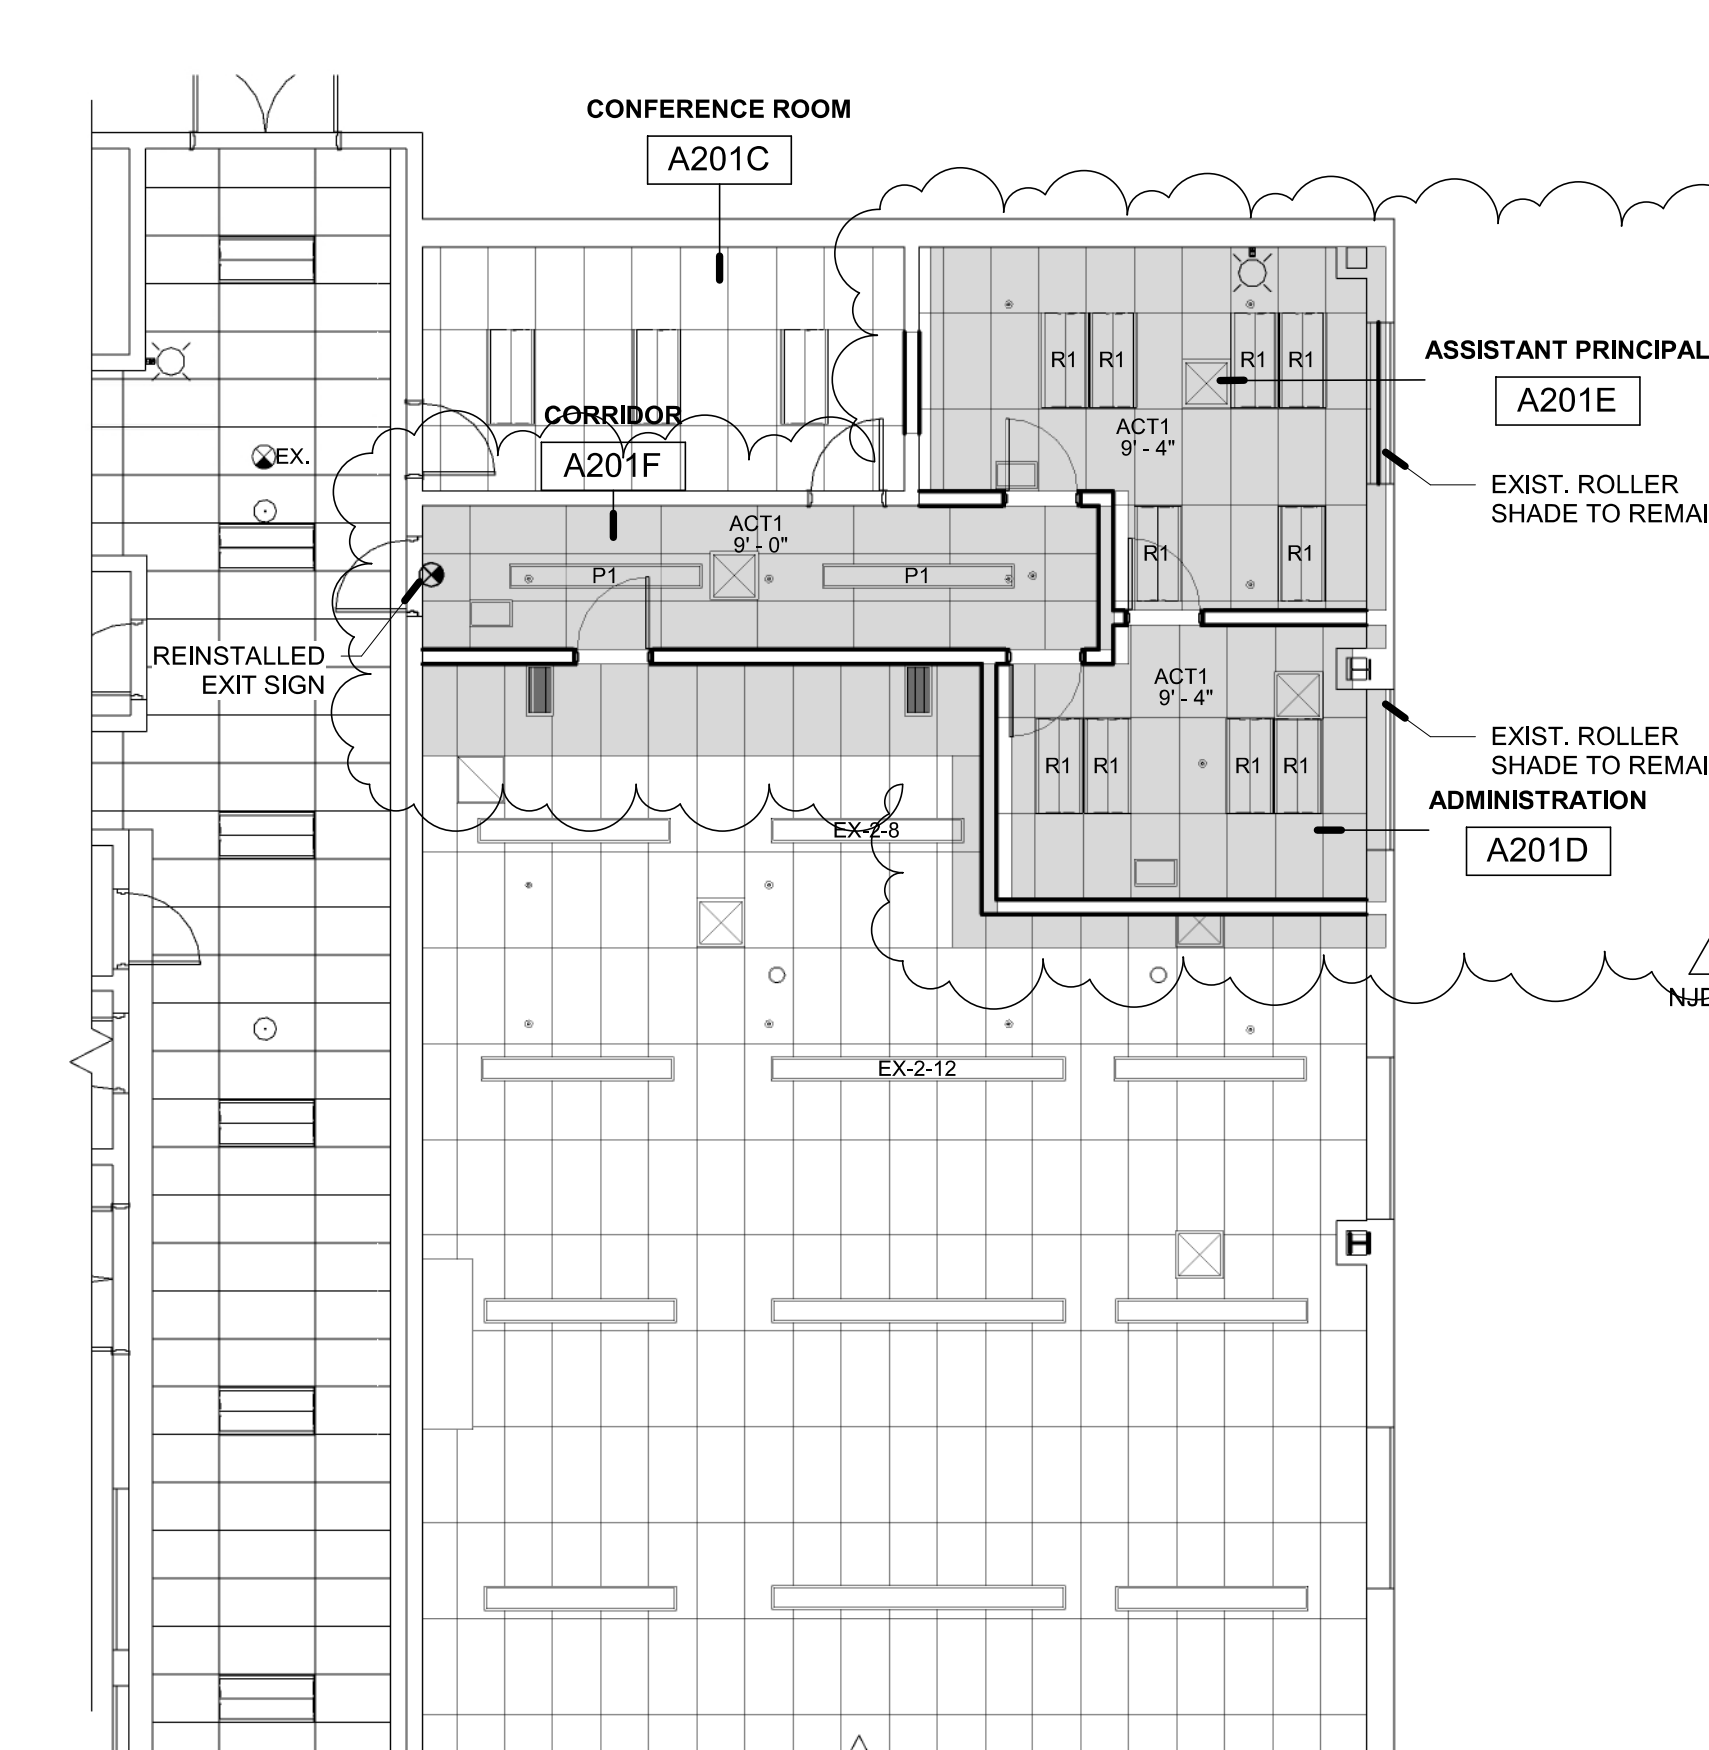 CONFERENCE ROOM
A201C
ASSISTANT PRINCIPAL
A201E
R1
R1
R1
R1
CORRIDOR
A201F
ACT1
9' - 4"
EX.
EXIST. ROLLER
SHADE TO REMAI
ACT1
9' - 0"
R1
R1
P1
P1
REINSTALLED
EXIT SIGN
ACT1
9' - 4"
EXIST. ROLLER
SHADE TO REMAI
R1
R1
R1
R1
ADMINISTRATION
A201D
EX-2-8
NJD
EX-2-12